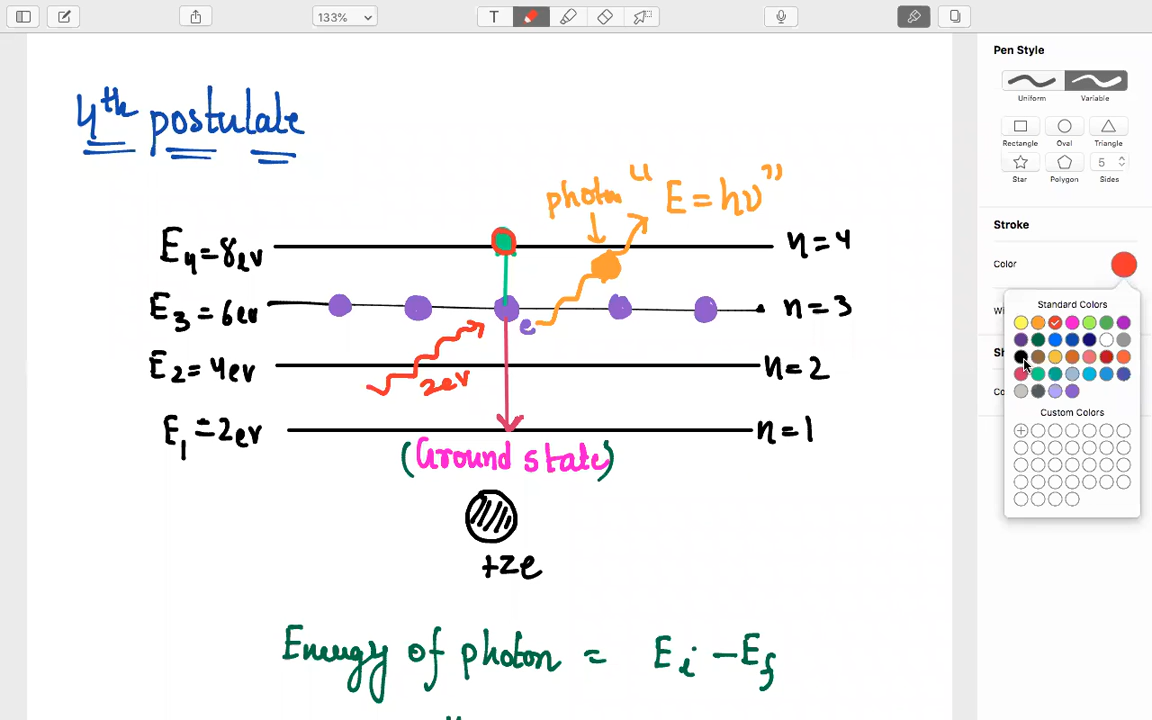 133%
T
Pen Style
Uniform
Variable
Rectangle
Oval
Triangle
5
Star
Polygon
Sides
Stroke
Color
Standard Colors
Custom Colors
4th postulate
photon "E = hν"
E4 = 8ev
n = 4
E3 = 6ev
e
n = 3
E2 = 4ev
2ev
n = 2
E1 = 2ev
n = 1
(Ground state)
+ze
Energy of photon = Ei - Ef